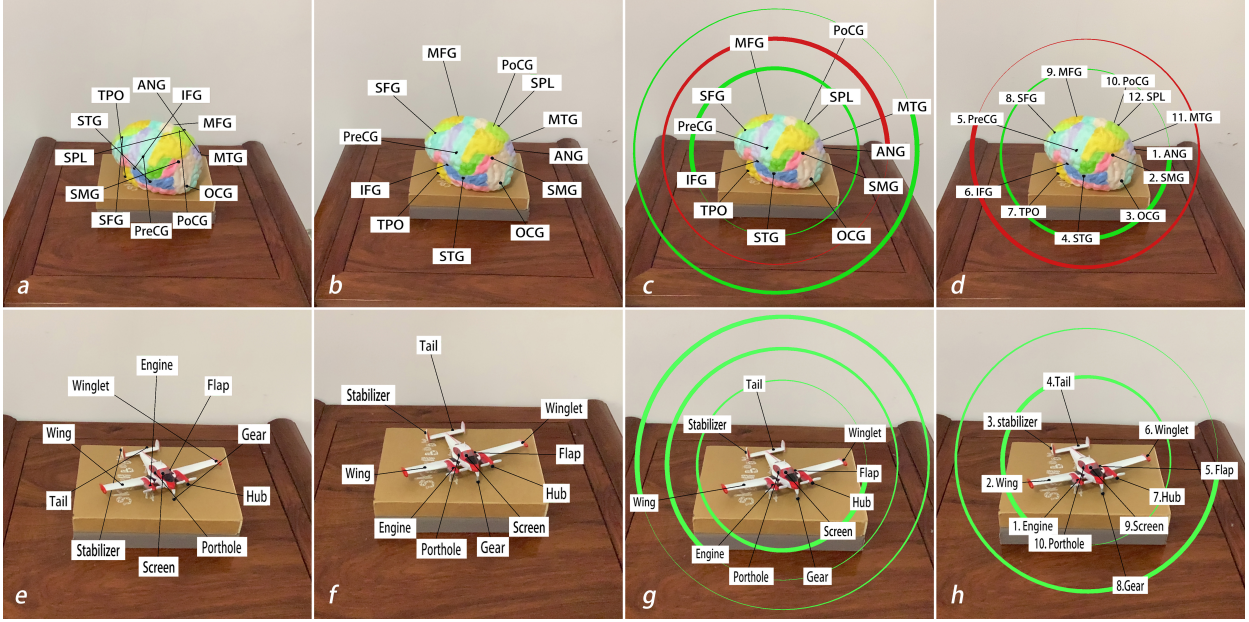 ANG
IFG
TPO
STG
MFG
SPL
MTG
SMG
OCG
SFG
PoCG
PreCG
a
MFG
PoCG
SFG
SPL
MTG
PreCG
ANG
IFG
SMG
TPO
OCG
STG
b
PoCG
MFG
SFG
SPL
MTG
PreCG
ANG
IFG
SMG
TPO
STG
OCG
c
9. MFG
10. PoCG
8. SFG
12. SPL
5. PreCG
11. MTG
1. ANG
2. SMG
6. IFG
7. TPO
3. OCG
4. STG
d
Engine
Winglet
Flap
Wing
Gear
Tail
Hub
Stabilizer
Porthole
Screen
e
Tail
Stabilizer
Winglet
Flap
Wing
Hub
Engine
Screen
Porthole
Gear
f
Tail
Stabilizer
Winglet
Flap
Wing
Hub
Screen
Engine
Porthole
Gear
g
4.Tail
3.stabilizer
6. Winglet
5. Flap
2. Wing
7.Hub
1. Engine
9.Screen
10. Porthole
8.Gear
h